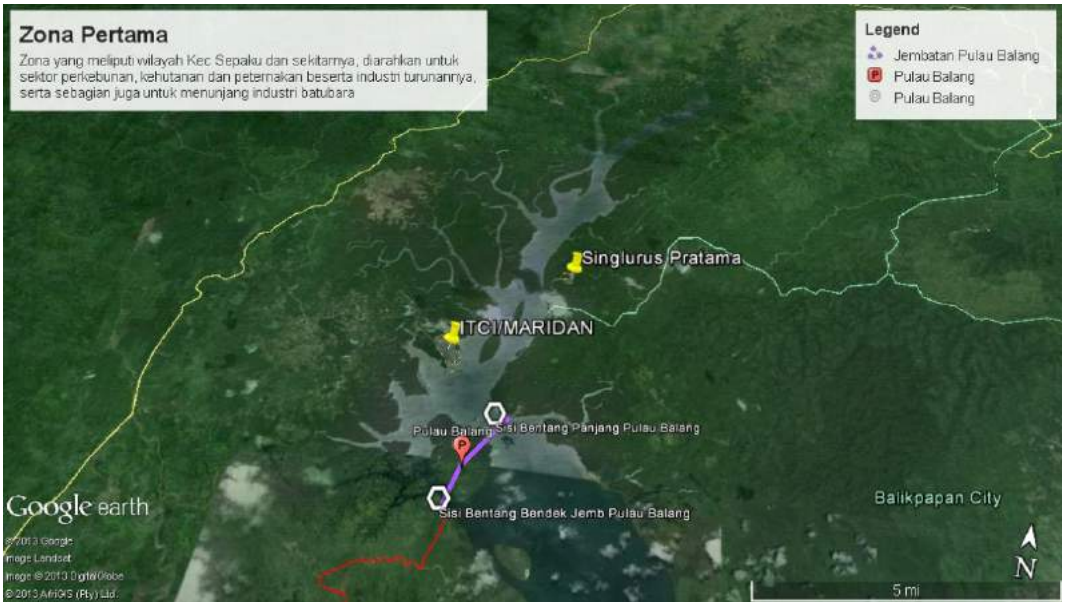 Zona Pertama
Zona yang meliputi wilayah Kec Sepaku dan sekitarnya, diarahkan untuk
sektor perkebunan, kehutanan dan peternakan beserta industri turunannya,
serta sebagian juga untuk menunjang industri batubara
Legend
Jembatan Pulau Balang
Pulau Balang
Pulau Balang
Singlurus Pratama
ITCI/MARIDAN
Pulau Balang
Sisi Bentang Panjang Pulau Balang
P
Sisi Bentang Bendek Jemb Pulau Balang
Balikpapan City
Google earth
© 2013 Google
Image Landsat
Image © 2013 DigitalGlobe
© 2013 AfriGIS (Pty) Ltd.
N
5 mi